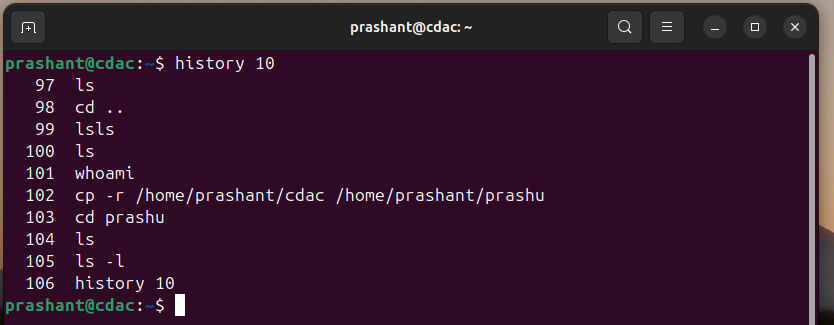 prashant@cdac: ~
prashant@cdac:~$ history 10
97 ls
98 cd ..
99 lsls
100 ls
101 whoami
102 cp -r /home/prashant/cdac /home/prashant/prashu
103 cd prashu
104 ls
105 ls -l
106 history 10
prashant@cdac:~$